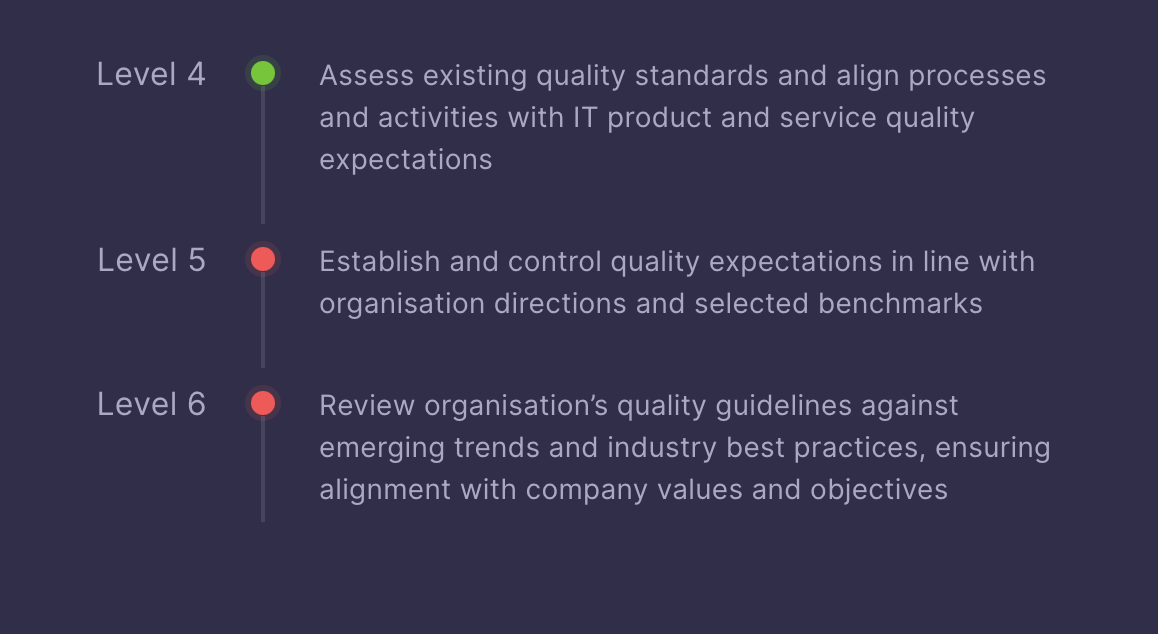 Level 4
Assess existing quality standards and align processes
and activities with IT product and service quality
expectations
Level 5
Establish and control quality expectations in line with
organisation directions and selected benchmarks
Level 6
Review organisation’s quality guidelines against
emerging trends and industry best practices, ensuring
alignment with company values and objectives